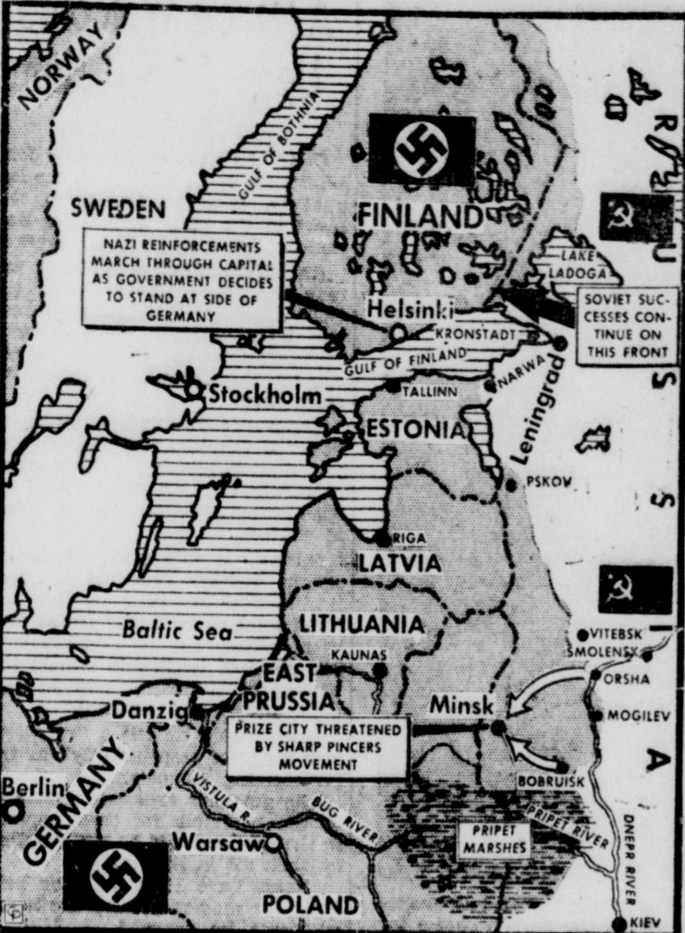 NORWAY
GULF OF BOTHNIA
SWEDEN
FINLAND
RUSSIA
NAZI REINFORCEMENTS
MARCH THROUGH CAPITAL
AS GOVERNMENT DECIDES
TO STAND AT SIDE OF
GERMANY
LAKE
LADOGA
SOVIET SUC-
CESSES CON-
TINUE ON
THIS FRONT
Helsinki
KRONSTADT
GULF OF FINLAND
Stockholm
TALLINN
NARWA
Leningrad
ESTONIA
PSKOV
RIGA
LATVIA
Baltic Sea
LITHUANIA
VITEBSK
SMOLENSK
KAUNAS
ORSHA
EAST
PRUSSIA
Danzig
Minsk
MOGILEV
PRIZE CITY THREATENED
BY SHARP PINCERS
MOVEMENT
BOBRUISK
Berlin
GERMANY
VISTULA R.
BUG RIVER
PRIPET
MARSHES
PRIPET RIVER
DNEPR RIVER
Warsaw
POLAND
KIEV
CP